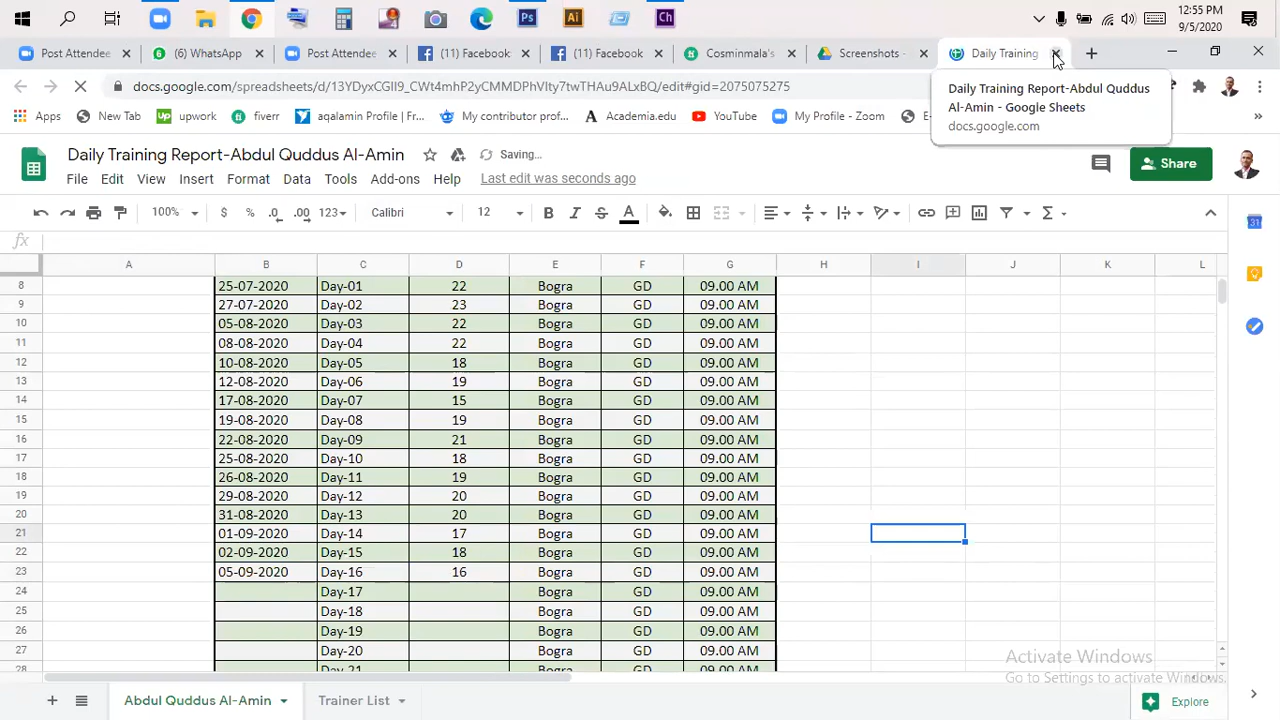 Ps Ai Ch 12:55 PM
9/5/2020
Post Attendee (6) WhatsApp Post Attendee (11) Facebook (11) Facebook Cosminmala's Screenshots - Daily Training
docs.google.com/spreadsheets/d/13YDyxCGlI9_CWt4mhP2yCMMDPhVIty7twTHAu9ALxBQ/edit#gid=2075075275
Daily Training Report-Abdul Quddus
Al-Amin - Google Sheets
docs.google.com
Apps New Tab upwork fiverr aqalamin Portrait, G... My contributor prof... Academia.edu YouTube My Profile - Zoom
Daily Training Report-Abdul Quddus Al-Amin Saving...
Share
File Edit View Insert Format Data Tools Add-ons Help Last edit was seconds ago
100% $ % .0 .00 123 Calibri 12 B I S A
fx
A B C D E F G H I J K L
8 25-07-2020 Day-01 22 Bogra GD 09.00 AM
9 27-07-2020 Day-02 23 Bogra GD 09.00 AM
10 05-08-2020 Day-03 22 Bogra GD 09.00 AM
11 08-08-2020 Day-04 22 Bogra GD 09.00 AM
12 10-08-2020 Day-05 18 Bogra GD 09.00 AM
13 12-08-2020 Day-06 19 Bogra GD 09.00 AM
14 17-08-2020 Day-07 15 Bogra GD 09.00 AM
15 19-08-2020 Day-08 19 Bogra GD 09.00 AM
16 22-08-2020 Day-09 21 Bogra GD 09.00 AM
17 25-08-2020 Day-10 18 Bogra GD 09.00 AM
18 26-08-2020 Day-11 19 Bogra GD 09.00 AM
19 29-08-2020 Day-12 20 Bogra GD 09.00 AM
20 31-08-2020 Day-13 20 Bogra GD 09.00 AM
21 01-09-2020 Day-14 17 Bogra GD 09.00 AM
22 02-09-2020 Day-15 18 Bogra GD 09.00 AM
23 05-09-2020 Day-16 16 Bogra GD 09.00 AM
24 Day-17 Bogra GD 09.00 AM
25 Day-18 Bogra GD 09.00 AM
26 Day-19 Bogra GD 09.00 AM
27 Day-20 Bogra GD 09.00 AM
28 Day-21 Bogra GD 09.00 AM
Activate Windows
Go to Settings to activate Windows.
Abdul Quddus Al-Amin Trainer List Explore